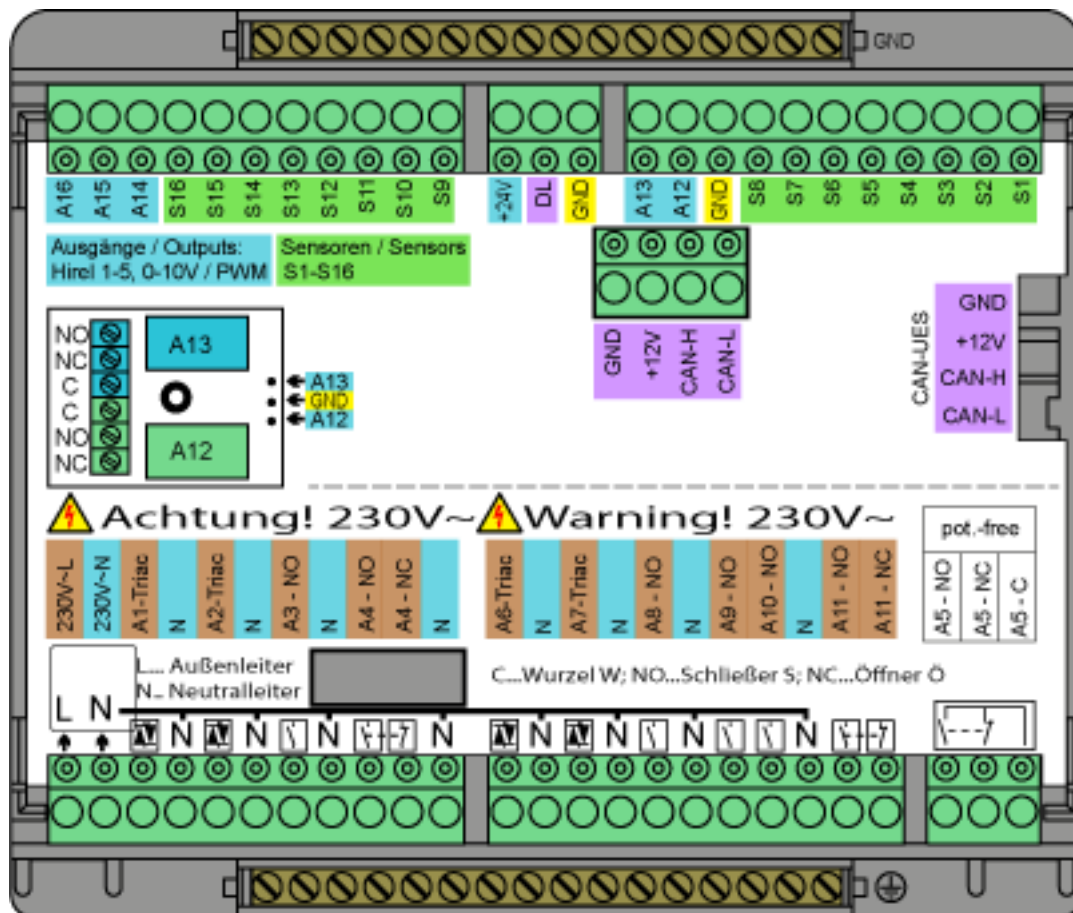 GND
A16 A15 A14 S16 S15 S14 S13 S12 S11 S10 S9 +24V DL GND A13 A12 GND S8 S7 S6 S5 S4 S3 S2 S1
Ausgänge / Outputs:
Hirel 1-5, 0-10V / PWM
Sensoren / Sensors
S1-S16
GND +12V CAN-H CAN-L
CAN-UES
GND
+12V
CAN-H
CAN-L
NO
NC
C
C
NO
NC
A13
A12
A13
GND
A12
Achtung! 230V~ Warning! 230V~
pot.-free
230V~L 230V~N A1-Triac N A2-Triac N A3 - NO N A4 - NO A4 - NC N A6-Triac N A7-Triac N A8 - NO N A9 - NO A10 - NO N A11 - NO A11 - NC A5 - NO A5 - NC A5 - C
L... Außenleiter
N.. Neutralleiter
C...Wurzel W; NO...Schließer S; NC...Öffner Ö
L N
N N N N N N N N